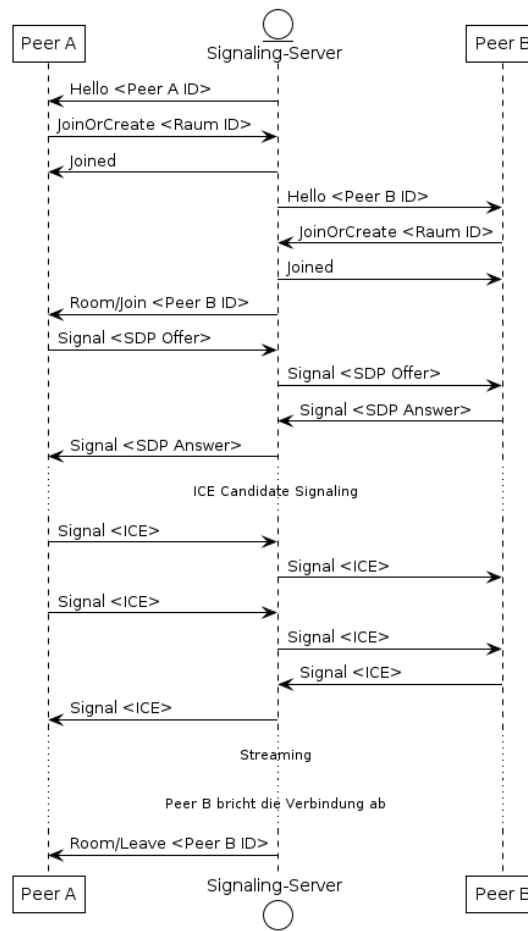 Peer A
Signaling-Server
Peer B
Hello <Peer A ID>
JoinOrCreate <Raum ID>
Joined
Hello <Peer B ID>
JoinOrCreate <Raum ID>
Joined
Room/Join <Peer B ID>
Signal <SDP Offer>
Signal <SDP Offer>
Signal <SDP Answer>
Signal <SDP Answer>
ICE Candidate Signaling
Signal <ICE>
Signal <ICE>
Signal <ICE>
Signal <ICE>
Signal <ICE>
Signal <ICE>
Streaming
Peer B bricht die Verbindung ab
Room/Leave <Peer B ID>
Peer A
Signaling-Server
Peer B